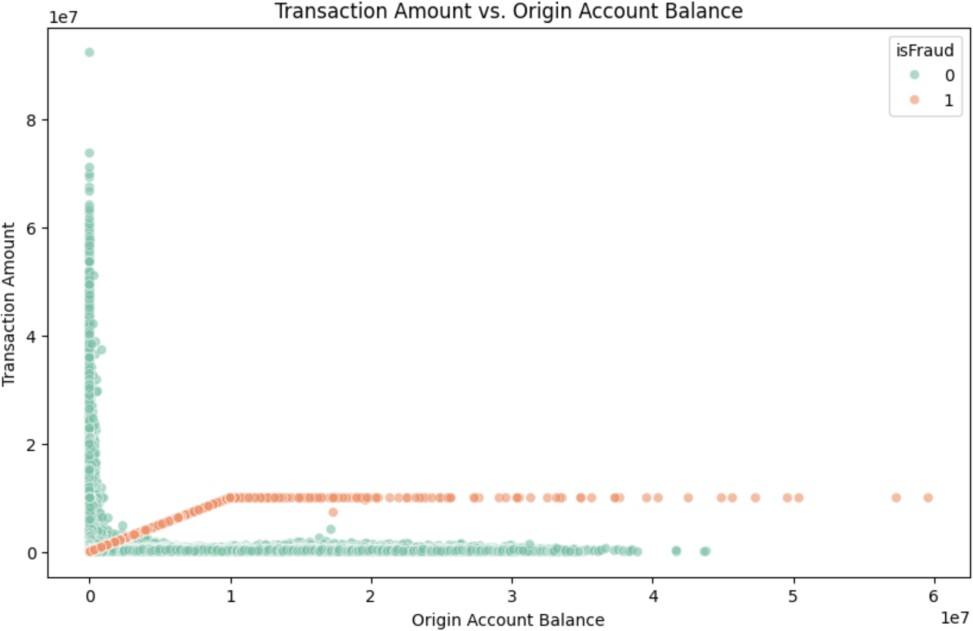 Transaction Amount vs. Origin Account Balance
1e7
isFraud
0
1
8
6
4
2
0
Transaction Amount
0 1 2 3 4 5 6
1e7
Origin Account Balance